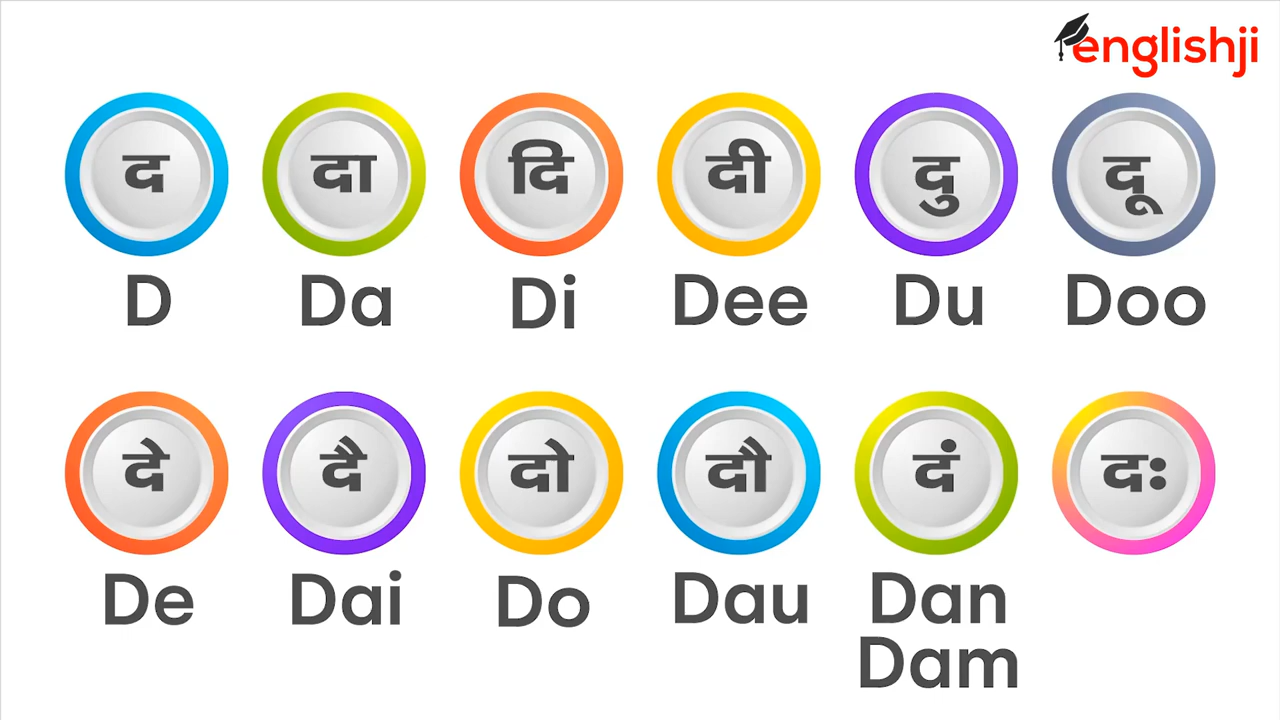 englishji
द दा दि दी दु दू
D Da Di Dee Du Doo
दे दै दो दौ दं दः
De Dai Do Dau Dan
Dam